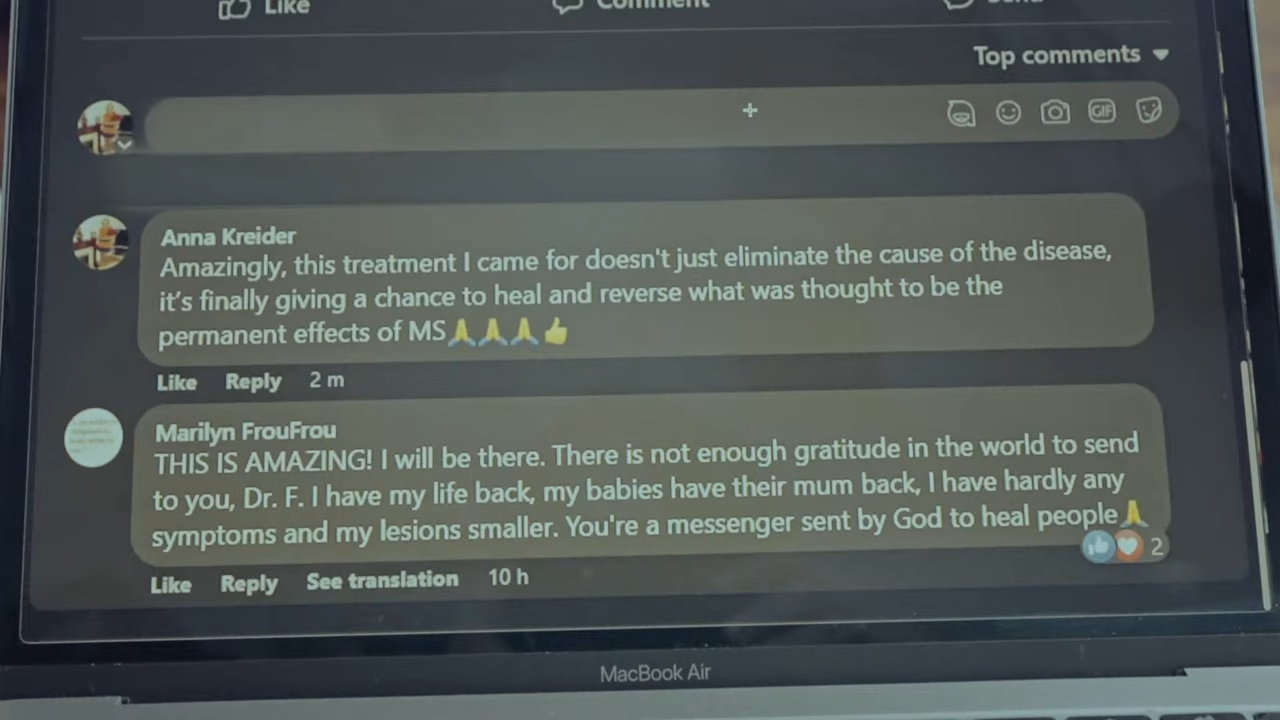 Like
Comment
Send
Top comments
GIF
Anna Kreider
Amazingly, this treatment I came for doesn't just eliminate the cause of the disease,
it's finally giving a chance to heal and reverse what was thought to be the
permanent effects of MS🙏🙏🙏👍
Like Reply 2 m
Marilyn FrouFrou
THIS IS AMAZING! I will be there. There is not enough gratitude in the world to send
to you, Dr. F. I have my life back, my babies have their mum back, I have hardly any
symptoms and my lesions smaller. You're a messenger sent by God to heal people🙏
2
Like Reply See translation 10 h
MacBook Air